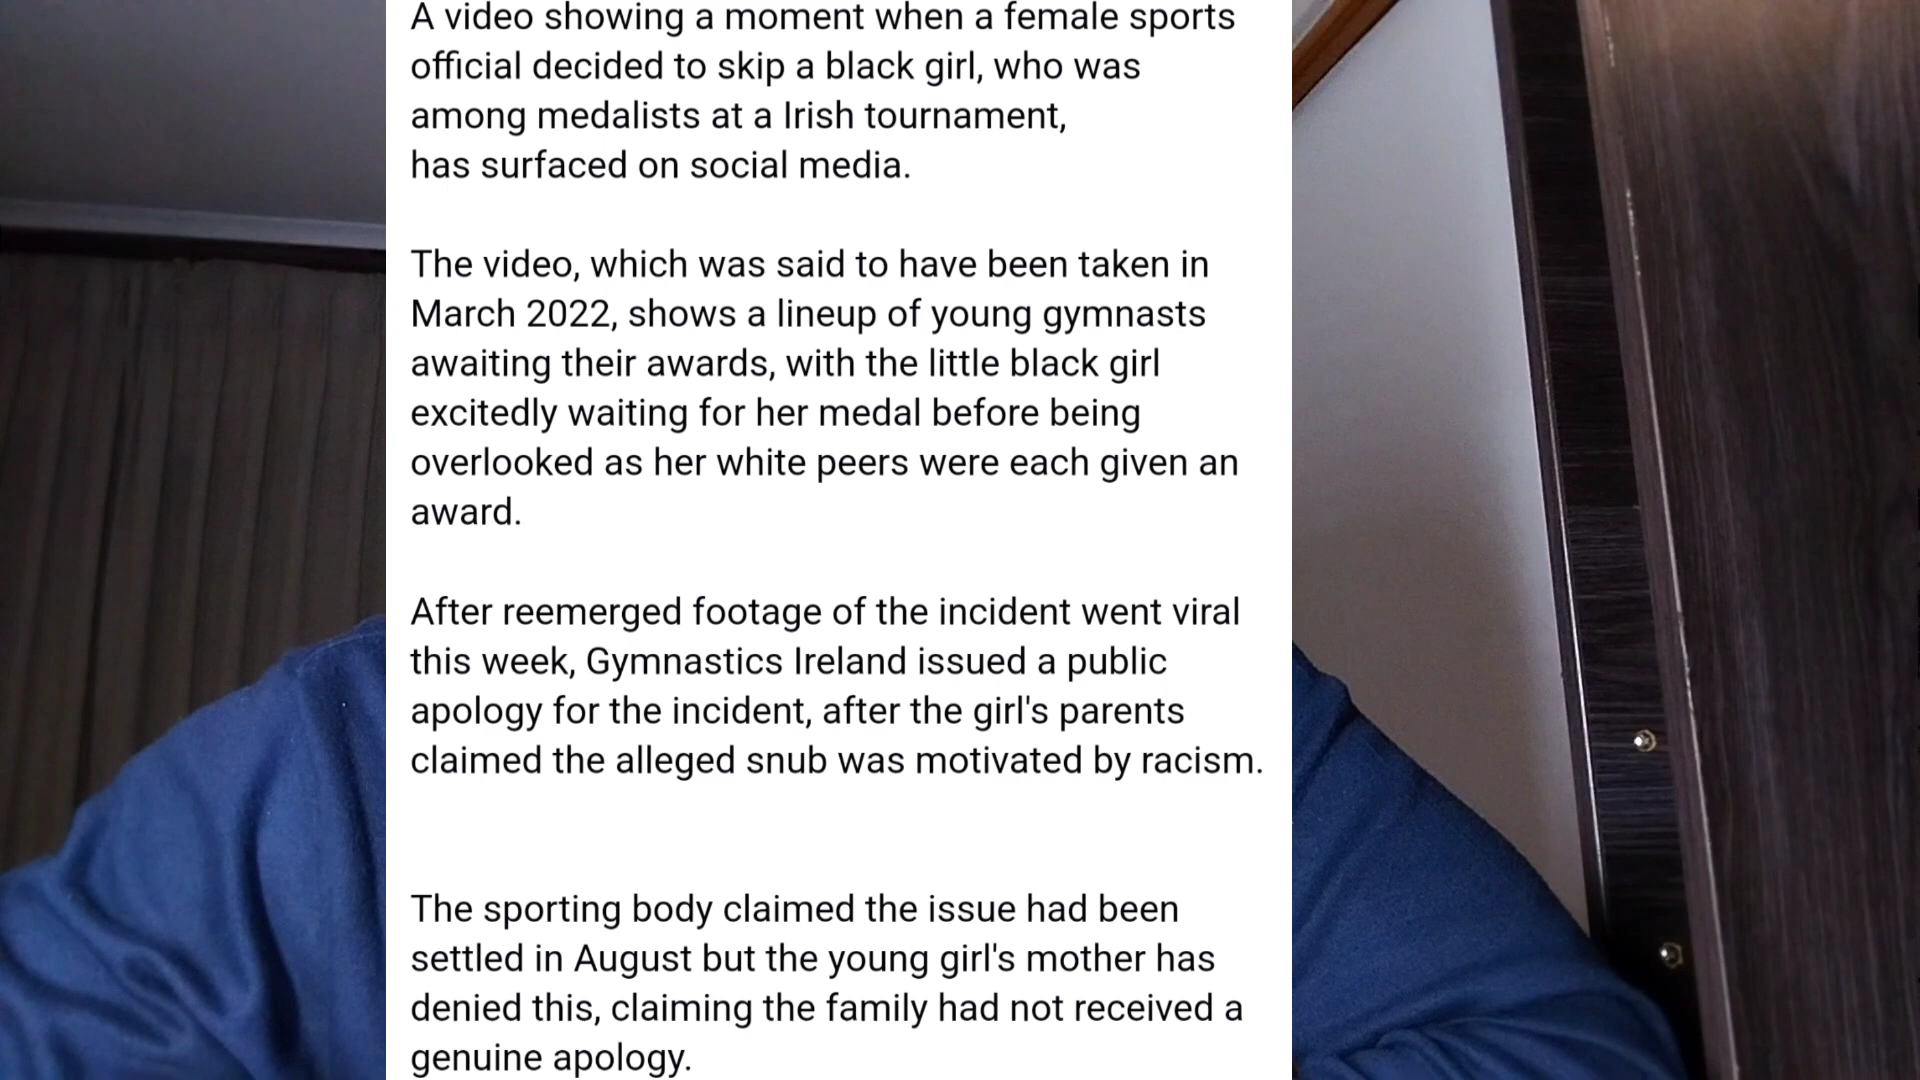 A video showing a moment when a female sports
official decided to skip a black girl, who was
among medalists at a Irish tournament,
has surfaced on social media.
The video, which was said to have been taken in
March 2022, shows a lineup of young gymnasts
awaiting their awards, with the little black girl
excitedly waiting for her medal before being
overlooked as her white peers were each given an
award.
After reemerged footage of the incident went viral
this week, Gymnastics Ireland issued a public
apology for the incident, after the girl's parents
claimed the alleged snub was motivated by racism.
The sporting body claimed the issue had been
settled in August but the young girl's mother has
denied this, claiming the family had not received a
genuine apology.